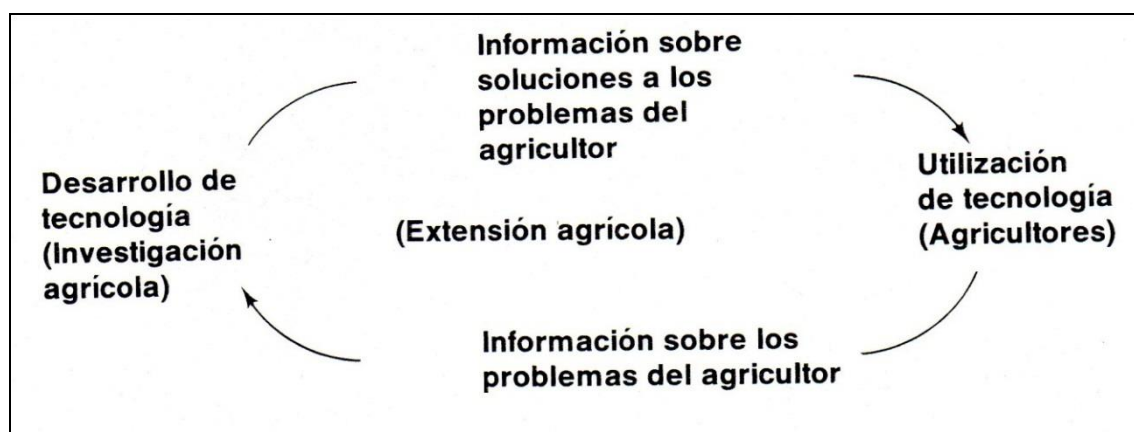 Información sobre
soluciones a los
problemas del
agricultor
Desarrollo de
tecnología
(Investigación
agrícola)
(Extensión agrícola)
Utilización
de tecnología
(Agricultores)
Información sobre los
problemas del agricultor